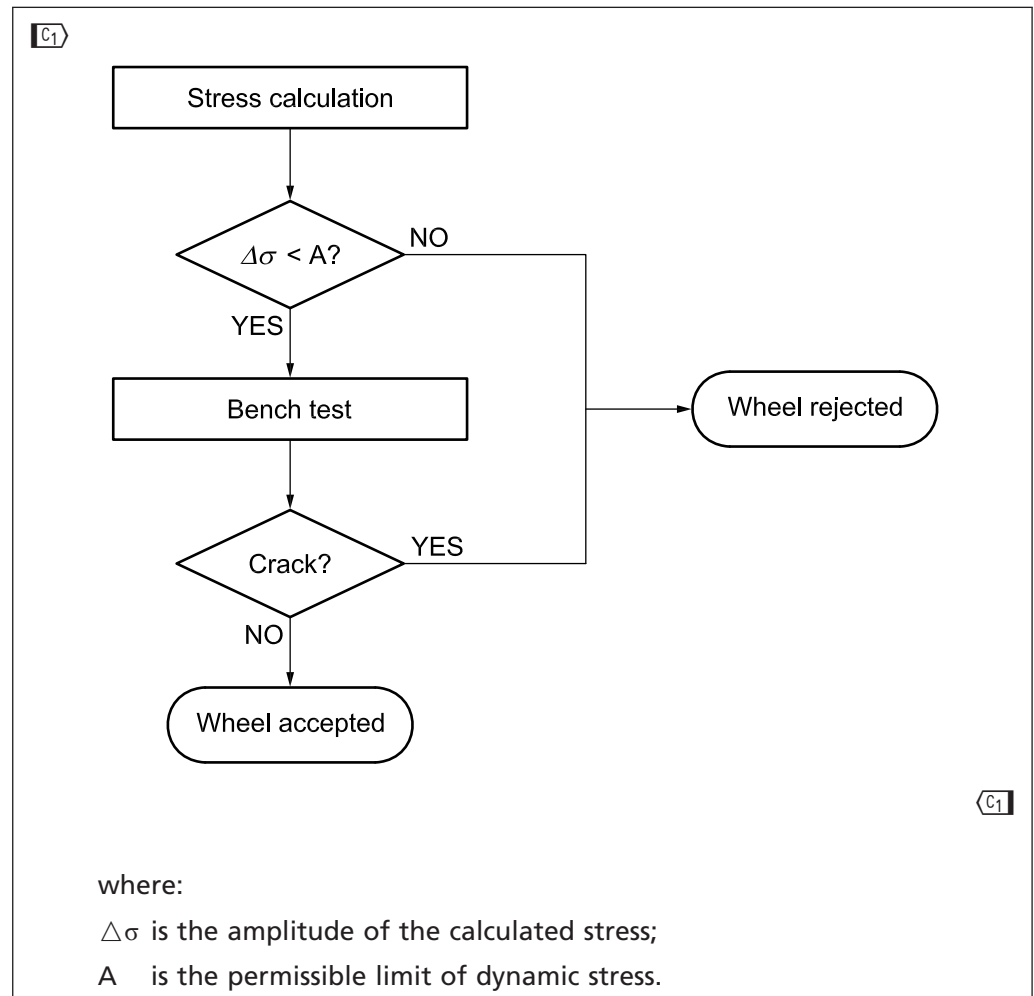 C1
Stress calculation
Δσ < A?
NO
YES
Bench test
Wheel rejected
Crack?
YES
NO
Wheel accepted
C1
where:
△σ is the amplitude of the calculated stress;
A is the permissible limit of dynamic stress.